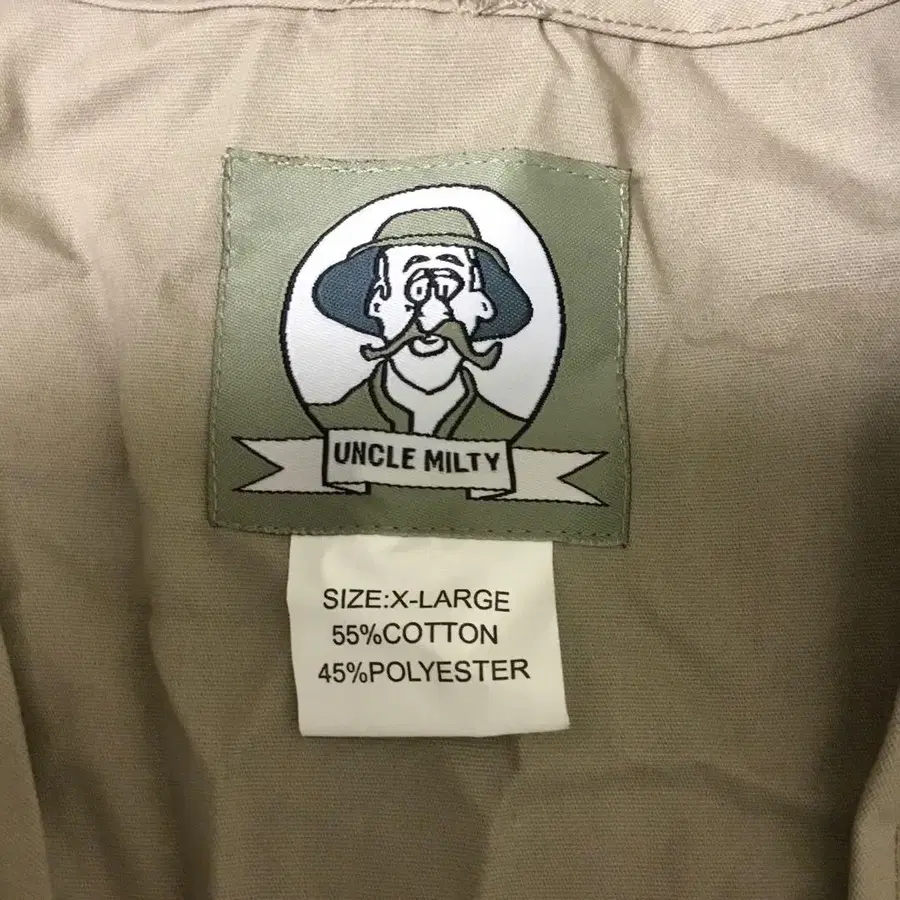 UNCLE MILTY
SIZE:X-LARGE
55%COTTON
45%POLYESTER